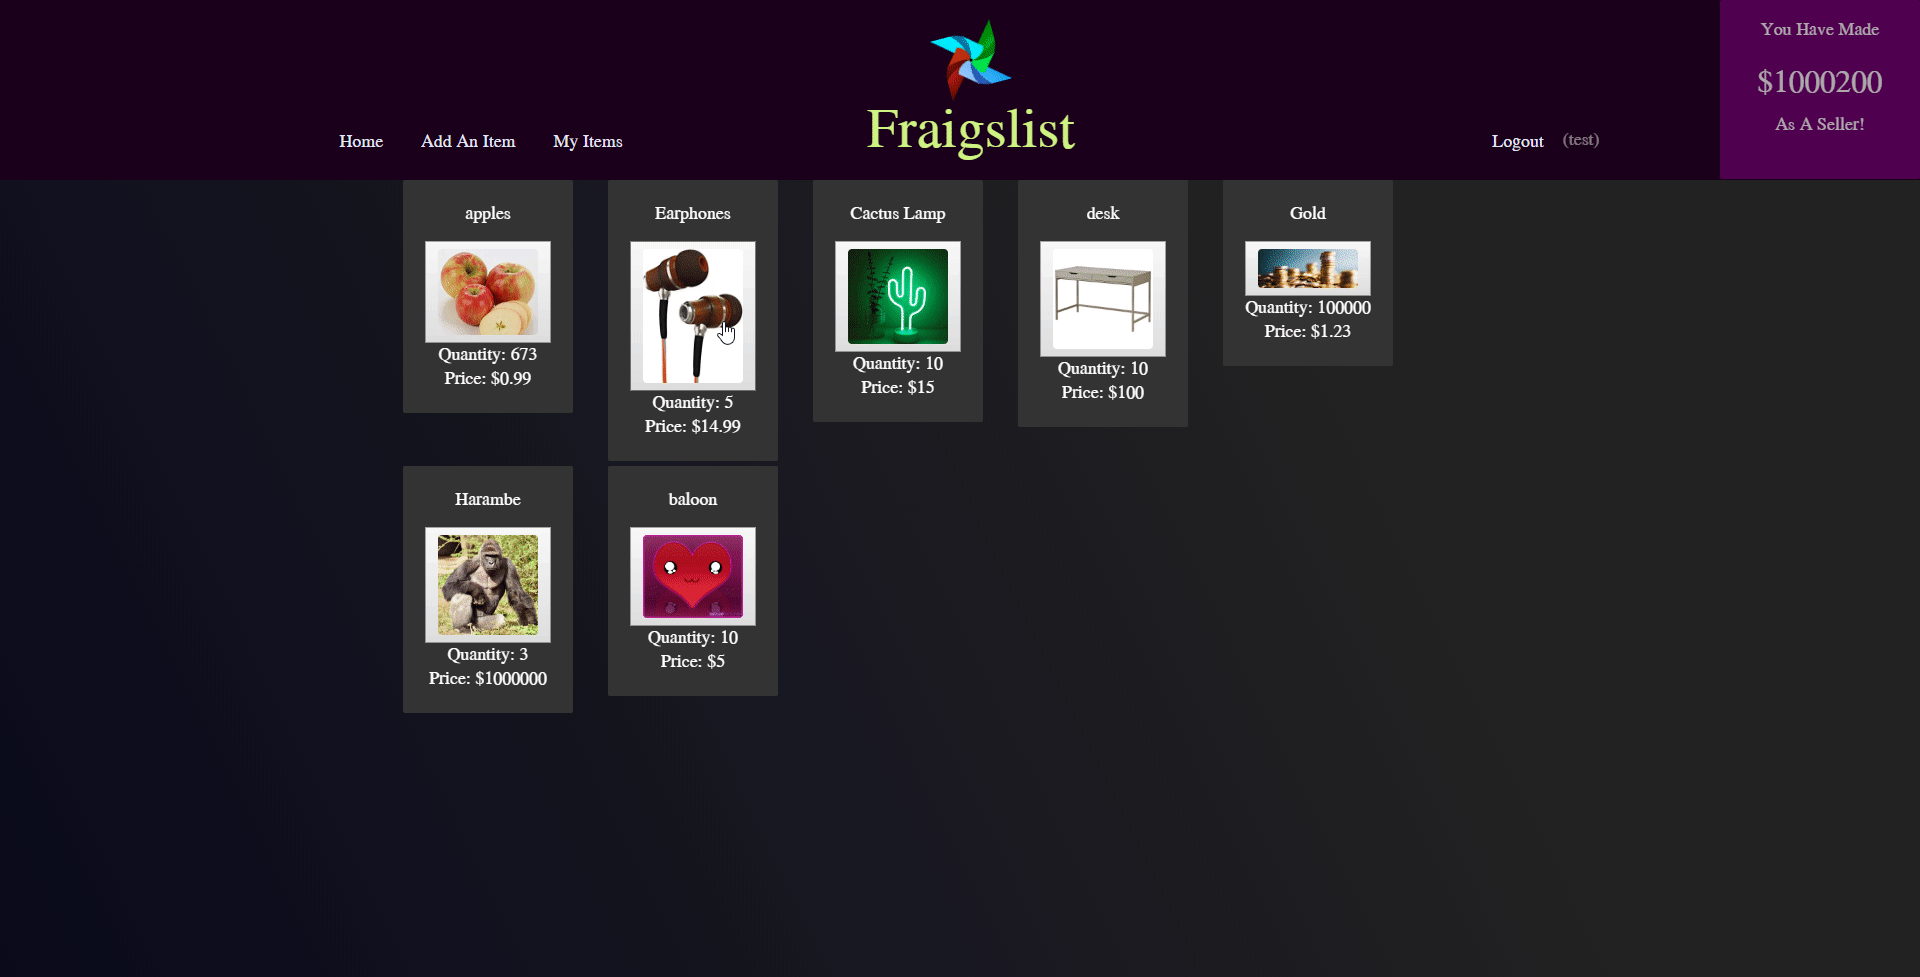 You Have Made
$1000200
As A Seller!
Fraigslist
Home Add An Item My Items
Logout (test)
apples
Quantity: 673
Price: $0.99
Earphones
Quantity: 5
Price: $14.99
Cactus Lamp
Quantity: 10
Price: $15
desk
Quantity: 10
Price: $100
Gold
Quantity: 100000
Price: $1.23
Harambe
Quantity: 3
Price: $1000000
baloon
Quantity: 10
Price: $5